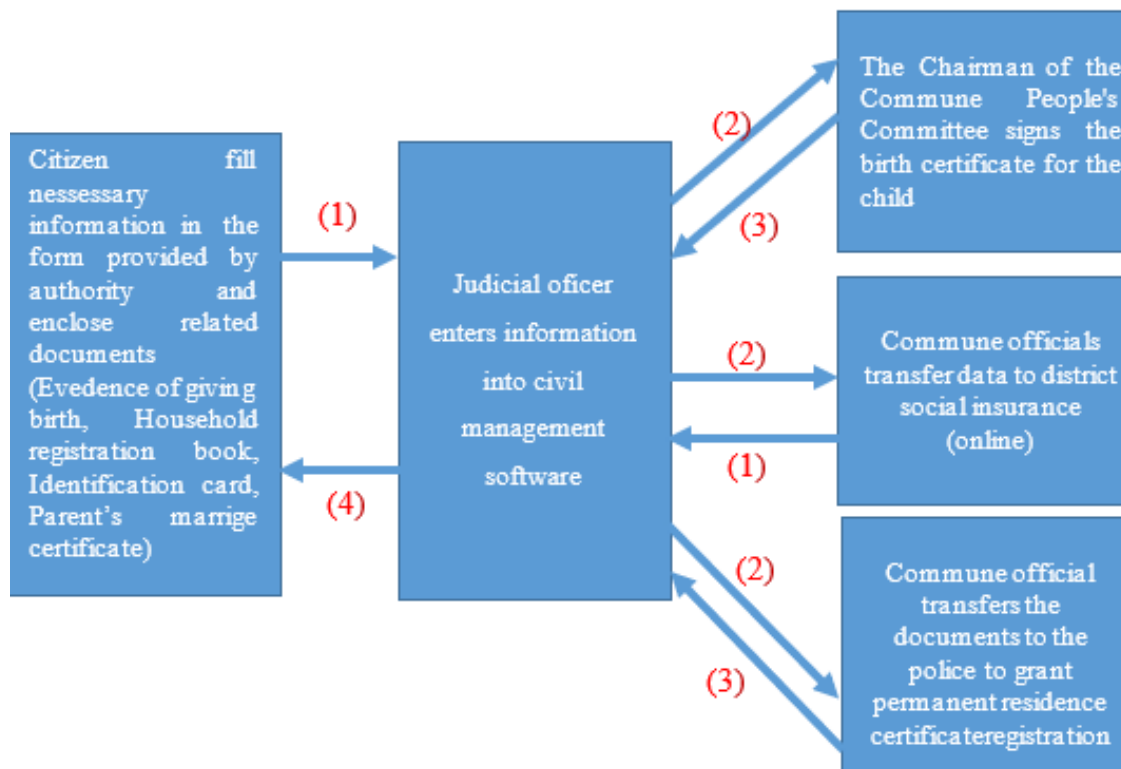 Citizen fill
nessessary
information in the
form provided by
authority and
enclose related
documents
(Evedence of giving
birth, Household
registration book,
Identification card,
Parent’s marrige
certificate)
(1)
(4)
Judicial oficer
enters information
into civil
management
software
(2)
(3)
The Chairman of the
Commune People's
Committee signs the
birth certificate for the
child
(2)
(1)
Commune officials
transfer data to district
social insurance
(online)
(2)
(3)
Commune official
transfers the
documents to the
police to grant
permanent residence
certificateregistration